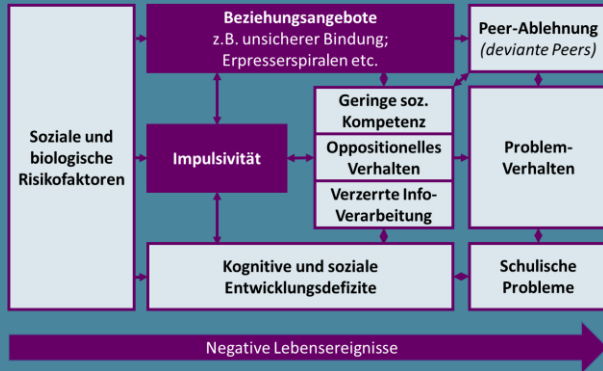 Beziehungsangebote
z.B. unsicherer Bindung;
Erpresserspiralen etc.
Peer-Ablehnung
(deviante Peers)
Soziale und
biologische
Risikofaktoren
Impulsivität
Geringe soz.
Kompetenz
Oppositionelles
Verhalten
Verzerrte Info-
Verarbeitung
Problem-
Verhalten
Kognitive und soziale
Entwicklungsdefizite
Schulische
Probleme
Negative Lebensereignisse